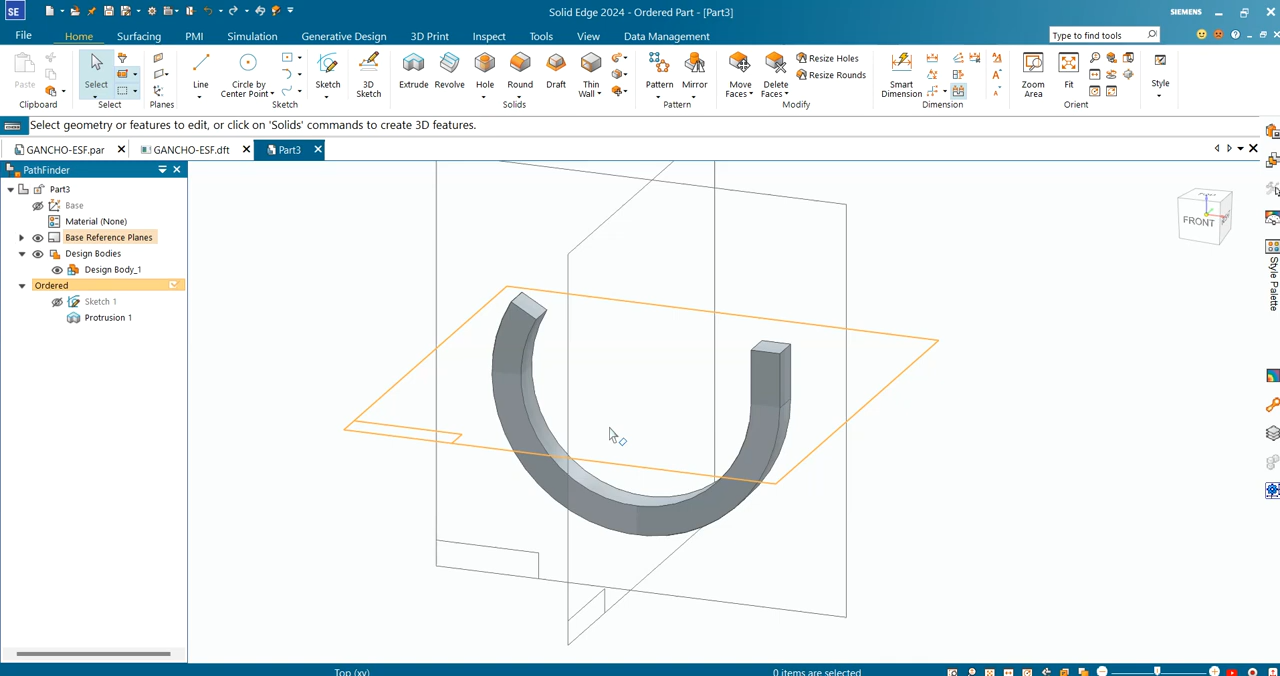 SE
Solid Edge 2024 - Ordered Part - [Part3]
SIEMENS
File
Home
Surfacing
PMI
Simulation
Generative Design
3D Print
Inspect
Tools
View
Data Management
Type to find tools
Paste
Clipboard
Select
Select
Planes
Line
Circle by
Center Point
Sketch
Sketch
3D
Sketch
Extrude
Revolve
Hole
Round
Draft
Thin
Wall
Solids
Pattern
Mirror
Pattern
Move
Faces
Delete
Faces
Resize Holes
Resize Rounds
Modify
Smart
Dimension
Dimension
Zoom
Area
Fit
Orient
Style
Select geometry or features to edit, or click on 'Solids' commands to create 3D features.
GANCHO-ESF.par
GANCHO-ESF.dft
Part3
PathFinder
Part3
Base
Material (None)
Base Reference Planes
Design Bodies
Design Body_1
Ordered
Sketch 1
Protrusion 1
FRONT
Style Palette
Top (xy)
0 items are selected